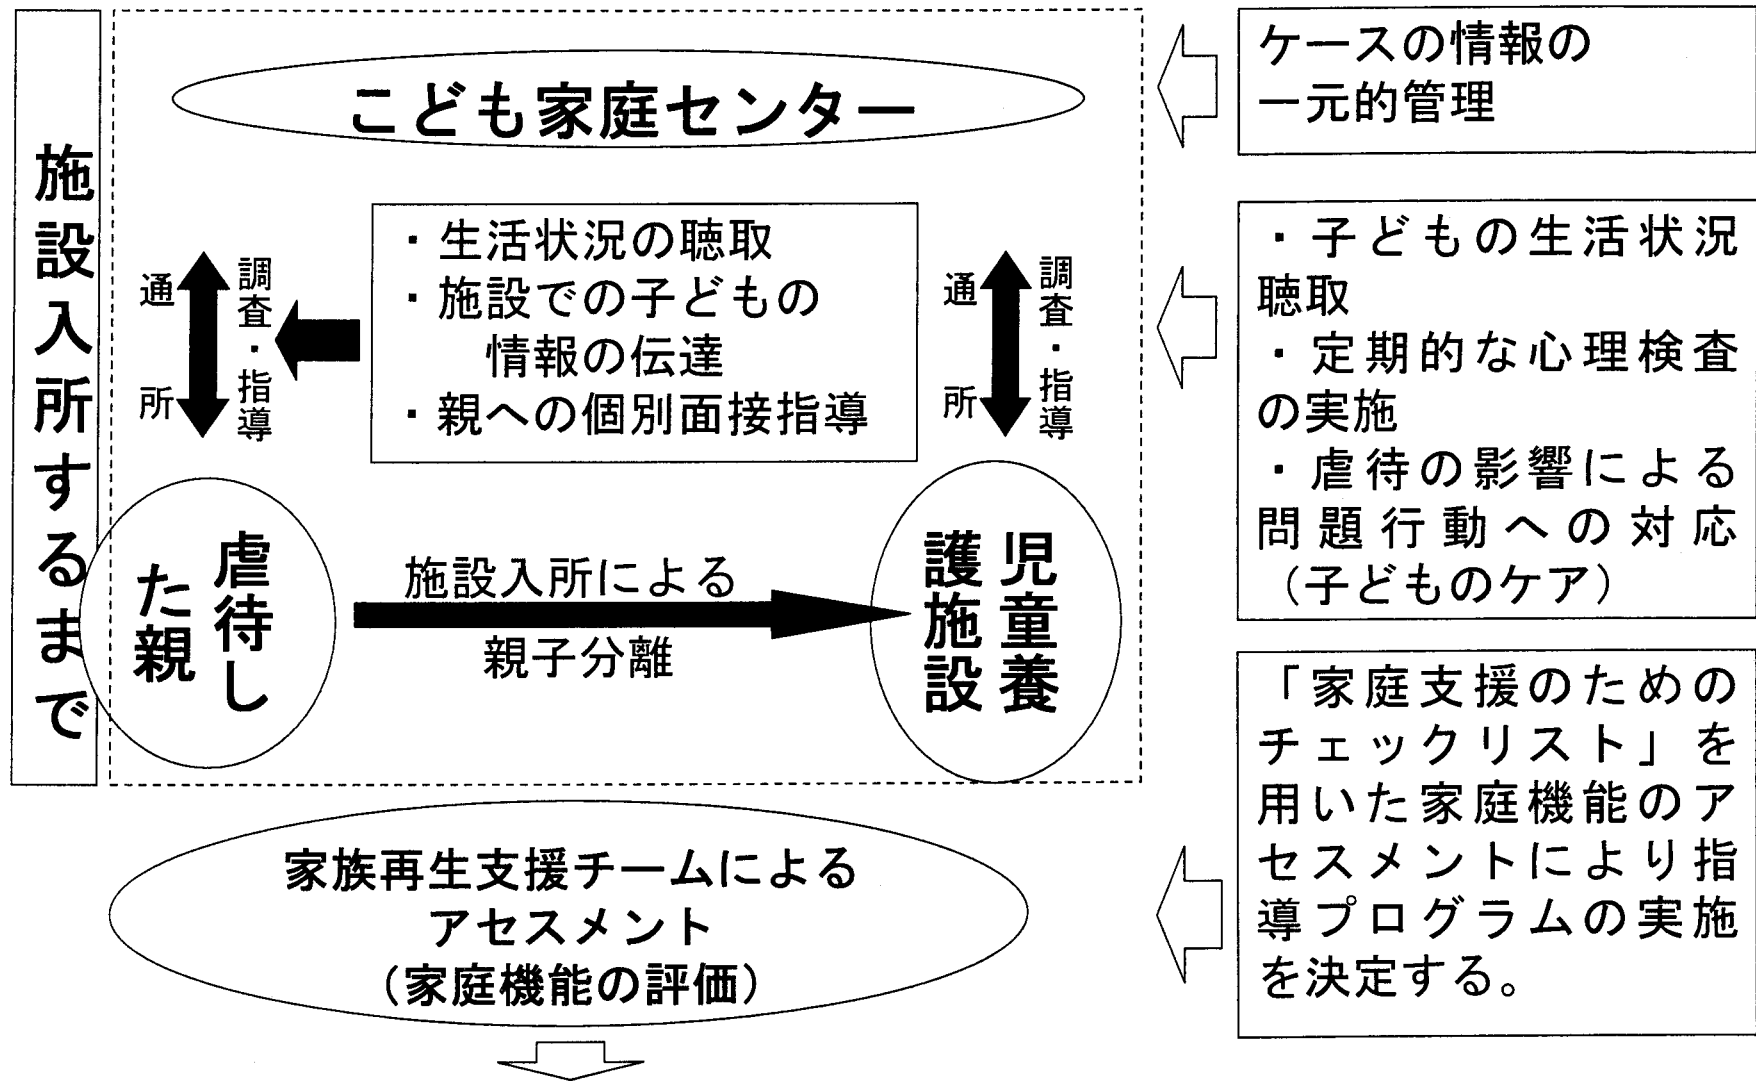 施設入所するまで
こども家庭センター
通所
調査・指導
・生活状況の聴取
・施設での子どもの
情報の伝達
・親への個別面接指導
通所
調査・指導
虐待し
た親
施設入所による
親子分離
児童養
護施設
家族再生支援チームによる
アセスメント
（家庭機能の評価）
ケースの情報の
一元的管理
・子どもの生活状況
聴取
・定期的な心理検査
の実施
・虐待の影響による
問題行動への対応
（子どものケア）
「家庭支援のための
チェックリスト」を
用いた家庭機能のア
セスメントにより指
導プログラムの実施
を決定する。